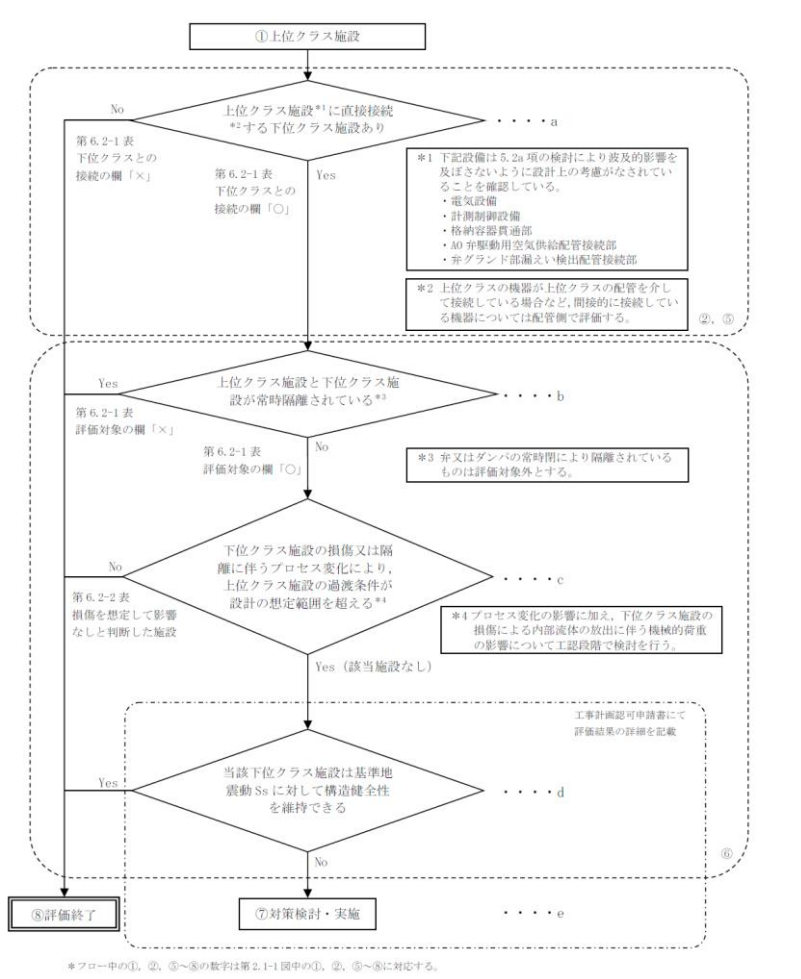 ①上位クラス施設
上位クラス施設*1に直接接続
*2する下位クラス施設あり
・・・・a
No
第 6.2-1 表
下位クラスとの
接続の欄「×」
第 6.2-1 表
下位クラスとの
接続の欄「○」
Yes
*1 下記設備は 5.2a 項の検討により波及的影響を
及ぼさないように設計上の考慮がなされてい
ることを確認している。
・電気設備
・計測制御設備
・格納容器貫通部
・AO 弁駆動用空気供給配管接続部
・弁グランド部漏えい検出配管接続部
*2 上位クラスの機器が上位クラスの配管を介し
て接続している場合など,間接的に接続してい
る機器については配管側で評価する。
②,⑤
上位クラス施設と下位クラス施
設が常時隔離されている*3
・・・・b
Yes
第 6.2-1 表
評価対象の欄「×」
第 6.2-1 表
評価対象の欄「○」
No
*3 弁又はダンパの常時閉により隔離されている
ものは評価対象外とする。
下位クラス施設の損傷又は隔
離に伴うプロセス変化により,
上位クラス施設の過渡条件が
設計の想定範囲を超える*4
・・・・c
No
第 6.2-2 表
損傷を想定して影響
なしと判断した施設
*4 プロセス変化の影響に加え,下位クラス施設の
損傷による内部流体の放出に伴う機械的荷重
の影響について工認段階で検討を行う。
Yes(該当施設なし)
工事計画認可申請書にて
評価結果の詳細を記載
当該下位クラス施設は基準地
震動 Ss に対して構造健全性
を維持できる
・・・・d
Yes
No
⑥
⑧評価終了
⑦対策検討・実施
・・・・e
*フロー中の①,②,⑤~⑧の数字は第 2.1-1 図中の①,②,⑤~⑧に対応する。